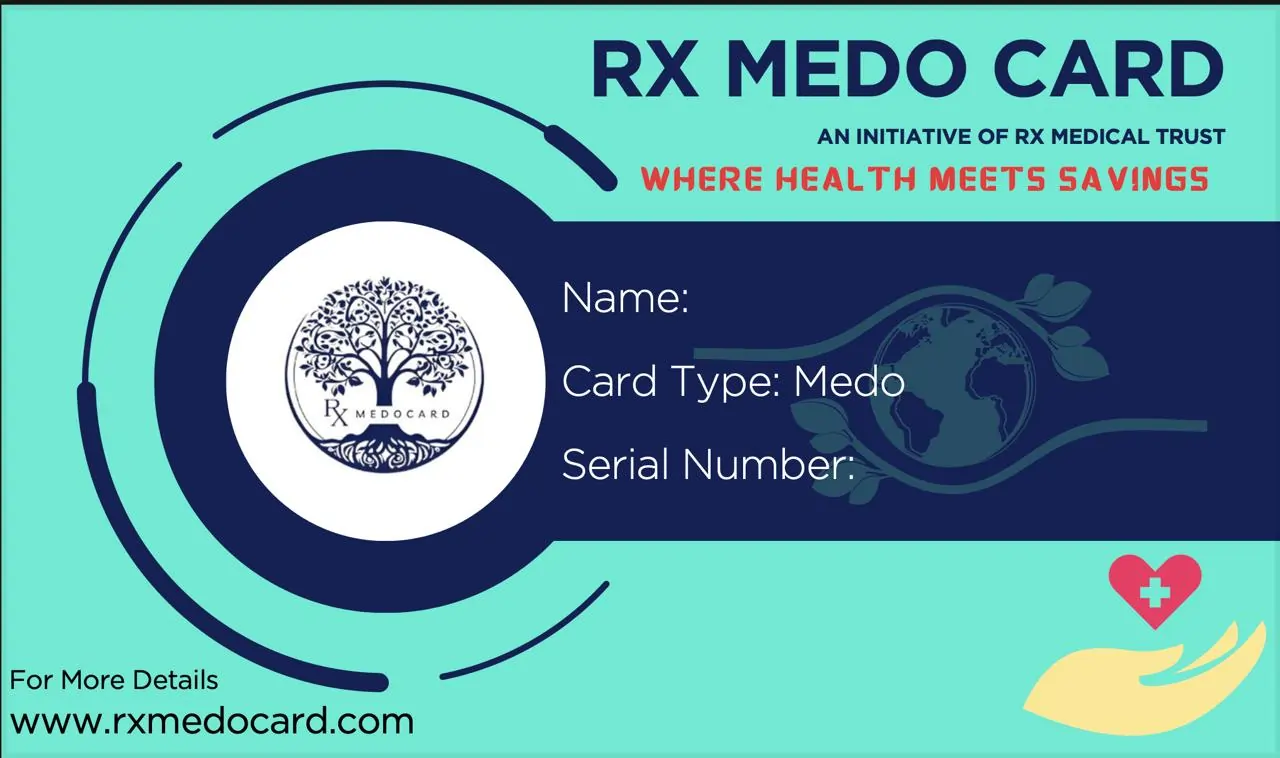 RX MEDO CARD
AN INITIATIVE OF RX MEDICAL TRUST
WHERE HEALTH MEETS SAVINGS
Name:
Card Type: Medo
Serial Number:
RX MEDOCARD
For More Details
www.rxmedocard.com